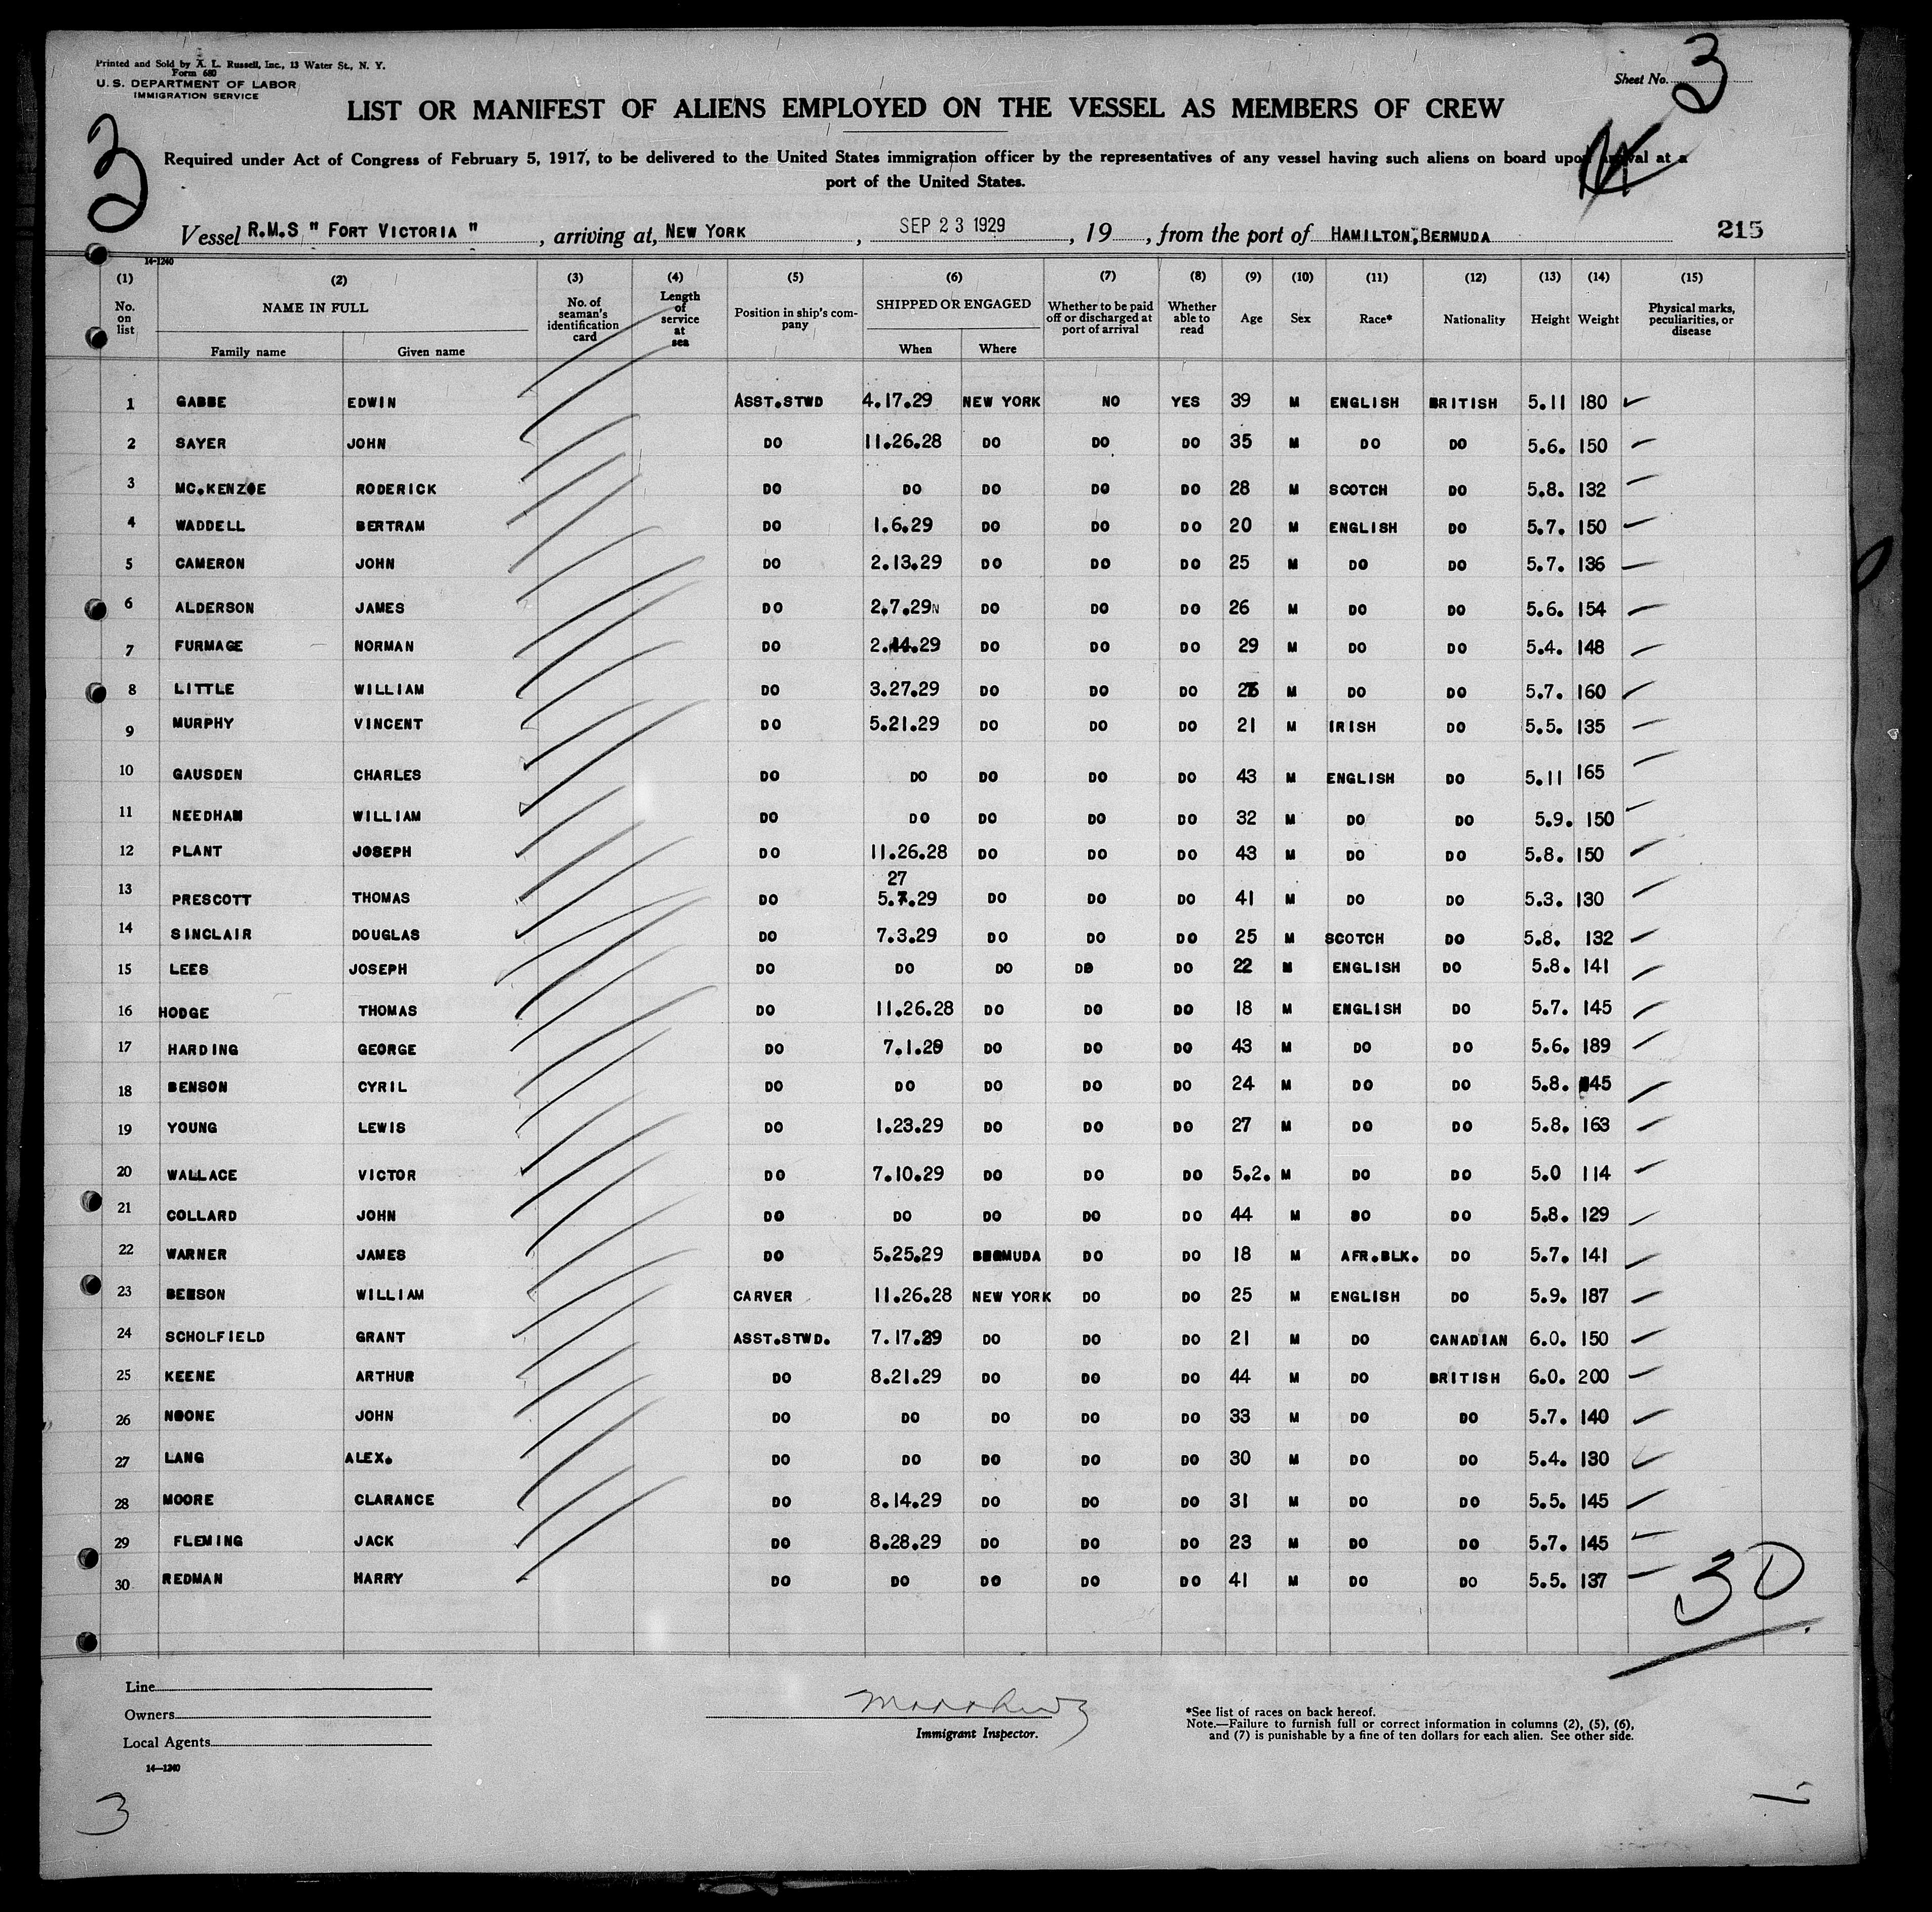 Printed and Sold by A. L. Russell, Inc., 13 Water St., N. Y.
Form 680
U. S. DEPARTMENT OF LABOR
IMMIGRATION SERVICE
Sheet No. 3
3
LIST OR MANIFEST OF ALIENS EMPLOYED ON THE VESSEL AS MEMBERS OF CREW
Required under Act of Congress of February 5, 1917, to be delivered to the United States immigration officer by the representatives of any vessel having such aliens on board upon arrival at a
port of the United States.
Vessel R.M.S " FORT VICTORIA ", arriving at, NEW YORK, SEP 23 1929, 19, from the port of HAMILTON, BERMUDA 215
14-1240
(1) (2) (3) (4) (5) (6) (7) (8) (9) (10) (11) (12) (13) (14) (15)
No. on list NAME IN FULL No. of seaman's identification card Length of service at sea Position in ship's company SHIPPED OR ENGAGED Whether to be paid off or discharged at port of arrival Whether able to read Age Sex Race* Nationality Height Weight Physical marks, peculiarities, or disease
Family name Given name When Where
1 GABBE EDWIN ASST.STWD 4.17.29 NEW YORK NO YES 39 M ENGLISH BRITISH 5.11 180
2 SAYER JOHN DO 11.26.28 DO DO DO 35 M DO DO 5.6. 150
3 MC.KENZOE RODERICK DO DO DO DO DO 28 M SCOTCH DO 5.8. 132
4 WADDELL BERTRAM DO 1.6.29 DO DO DO 20 M ENGLISH DO 5.7. 150
5 CAMERON JOHN DO 2.13.29 DO DO DO 25 M DO DO 5.7. 136
6 ALDERSON JAMES DO 2.7.29N DO DO DO 26 M DO DO 5.6. 154
7 FURMAGE NORMAN DO 2.14.29 DO DO DO 29 M DO DO 5.4. 148
8 LITTLE WILLIAM DO 3.27.29 DO DO DO M DO DO 5.7. 160
9 MURPHY VINCENT DO 5.21.29 DO DO DO 21 M IRISH DO 5.5. 135
10 GAUSDEN CHARLES DO DO DO DO DO 43 M ENGLISH DO 5.11 165
11 NEEDHAM WILLIAM DO DO DO DO DO 32 M DO DO 5.9. 150
12 PLANT JOSEPH DO 11.26.28 DO DO DO 43 M DO DO 5.8. 150
27
13 PRESCOTT THOMAS DO 5.7.29 DO DO DO 41 M DO DO 5.3. 130
14 SINCLAIR DOUGLAS DO 7.3.29 DO DO DO 25 M SCOTCH DO 5.8. 132
15 LEES JOSEPH DO DO DO DO DO 22 M ENGLISH DO 5.8. 141
16 HODGE THOMAS DO 11.26.28 DO DO DO 18 M ENGLISH DO 5.7. 145
17 HARDING GEORGE DO 7.1.29 DO DO DO 43 M DO DO 5.6. 189
18 BENSON CYRIL DO DO DO DO DO 24 M DO DO 5.8. 145
19 YOUNG LEWIS DO 1.23.29 DO DO DO 27 M DO DO 5.8. 163
20 WALLACE VICTOR DO 7.10.29 DO DO DO 5.2. M DO DO 5.0 114
21 COLLARD JOHN DO DO DO DO DO 44 M DO DO 5.8. 129
22 WARNER JAMES DO 5.25.29 BERMUDA DO DO 18 M AFR.BLK. DO 5.7. 141
23 BEESON WILLIAM CARVER 11.26.28 NEW YORK DO DO 25 M ENGLISH DO 5.9. 187
24 SCHOLFIELD GRANT ASST.STWD. 7.17.29 DO DO DO 21 M DO CANADIAN 6.0. 150
25 KEENE ARTHUR DO 8.21.29 DO DO DO 44 M DO BRITISH 6.0. 200
26 NOONE JOHN DO DO DO DO DO 33 M DO DO 5.7. 140
27 LANG ALEX. DO DO DO DO DO 30 M DO DO 5.4. 130
28 MOORE CLARANCE DO 8.14.29 DO DO DO 31 M DO DO 5.5. 145
29 FLEMING JACK DO 8.28.29 DO DO DO 23 M DO DO 5.7. 145
30 REDMAN HARRY DO DO DO DO DO 41 M DO DO 5.5. 137
30
Line
Owners
Local Agents
14—1240
Immigrant Inspector.
*See list of races on back hereof.
Note.—Failure to furnish full or correct information in columns (2), (5), (6),
and (7) is punishable by a fine of ten dollars for each alien. See other side.
3